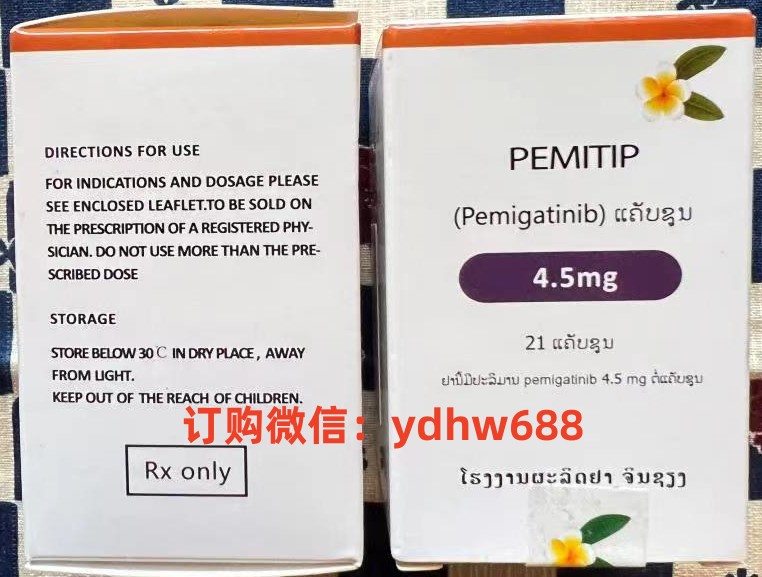 DIRECTIONS FOR USE
FOR INDICATIONS AND DOSAGE PLEASE
SEE ENCLOSED LEAFLET.TO BE SOLD ON
THE PRESCRIPTION OF A REGISTERED PHY-
SICIAN. DO NOT USE MORE THAN THE PRE-
SCRIBED DOSE
STORAGE
STORE BELOW 30℃ IN DRY PLACE , AWAY
FROM LIGHT.
KEEP OUT OF THE REACH OF CHILDREN.
Rx only
PEMITIP
(Pemigatinib) ແຄັບຊູນ
4.5mg
21 ແຄັບຊູນ
ຢານີ້ມີປະລິມານ pemigatinib 4.5 mg ຕໍ່ແຄັບຊູນ
订购微信：ydhw688
ໂຮງງານຜະລິດຢາ ຈິນຊຽງ